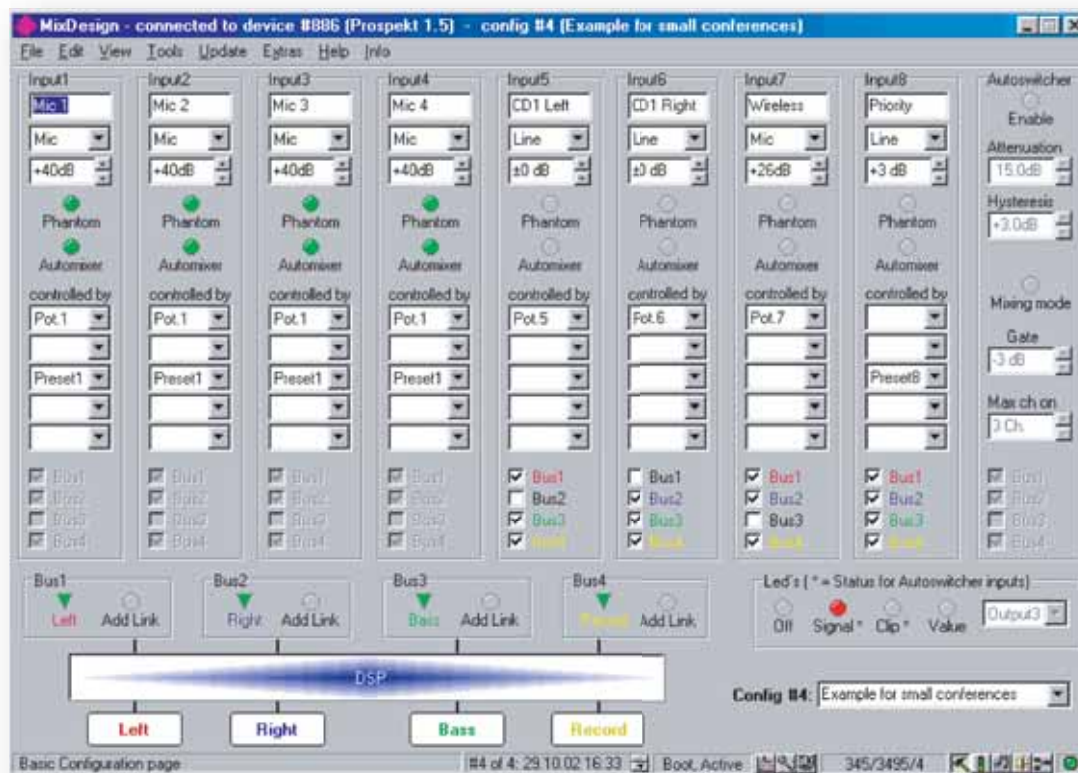 MixDesign - connected to device #886 (Prospekt 1.5) - config #4 (Example for small conferences)
File Edit View Tools Update Extras Help Info
Input1 Input2 Input3 Input4 Input5 Input6 Input7 Input8 Autoswitcher
Mic 1 Mic 2 Mic 3 Mic 4 CD1 Left CD1 Right Wireless Priority
Enable
Mic Mic Mic Mic Line Line Mic Line
Attenuation
+40dB +40dB +40dB +40dB ±0 dB ±0 dB +26dB +3 dB 15.0dB
Hysteresis
Phantom Phantom Phantom Phantom Phantom Phantom Phantom Phantom +3.0dB
Automixer Automixer Automixer Automixer Automixer Automixer Automixer Automixer
controlled by controlled by controlled by controlled by controlled by controlled by controlled by controlled by Mixing mode
Pot.1 Pot.1 Pot.1 Pot.1 Pot.5 Pot.6 Pot.7
Gate
-3 dB
Preset1 Preset1 Preset1 Preset1 Preset8
Max ch on
3 Ch.
Bus1 Bus1 Bus1 Bus1 Bus1 Bus1 Bus1 Bus1 Bus1
Bus2 Bus2 Bus2 Bus2 Bus2 Bus2 Bus2 Bus2 Bus2
Bus3 Bus3 Bus3 Bus3 Bus3 Bus3 Bus3 Bus3 Bus3
Bus4 Bus4 Bus4 Bus4 Bus4 Bus4 Bus4 Bus4 Bus4
Bus1 Bus2 Bus3 Bus4 Led's ( * = Status for Autoswitcher inputs)
Left Add Link Right Add Link Bass Add Link Record Add Link
Off Signal * Clip * Value Output3
DSP
Config #4: Example for small conferences
Left Right Bass Record
Basic Configuration page #4 of 4: 29.10.02 16:33 Boot, Active 345/3495/4